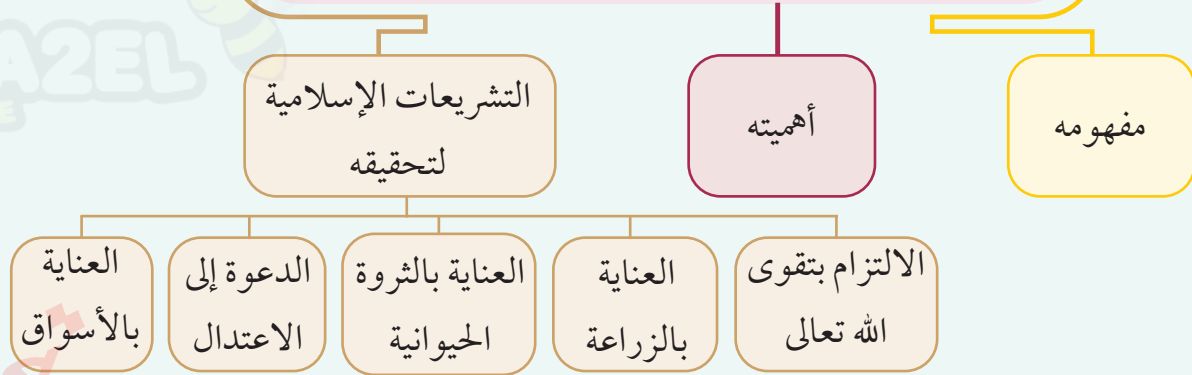 مفهومه
أهميته
التشريعات الإسلامية
لتحقيقه
الالتزام بتقوى
الله تعالى
العناية
بالزراعة
العناية بالثروة
الحيوانية
الدعوة إلى
الاعتدال
العناية
بالأسواق
A2EL